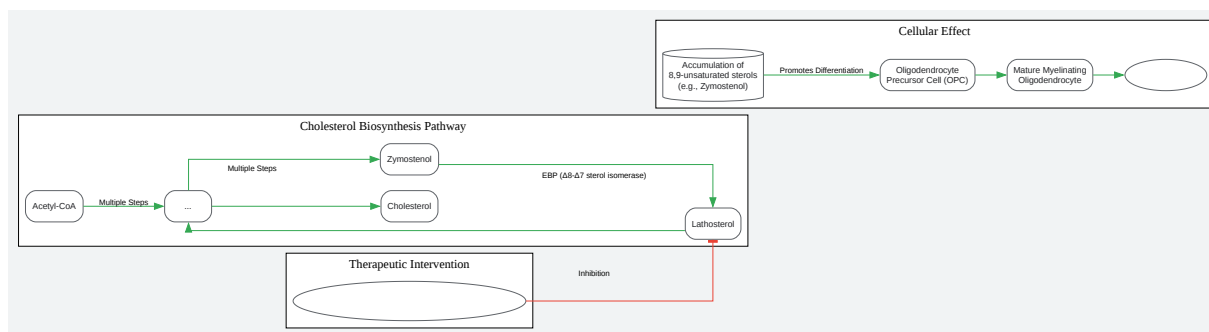 Cellular Effect
Accumulation of
8,9-unsaturated sterols
(e.g., Zymostenol)
Promotes Differentiation
Oligodendrocyte
Precursor Cell (OPC)
Mature Myelinating
Oligodendrocyte
Cholesterol Biosynthesis Pathway
Zymostenol
Multiple Steps
EBP (Δ8-Δ7 sterol isomerase)
Acetyl-CoA
Multiple Steps
...
Cholesterol
Lathosterol
Therapeutic Intervention
Inhibition